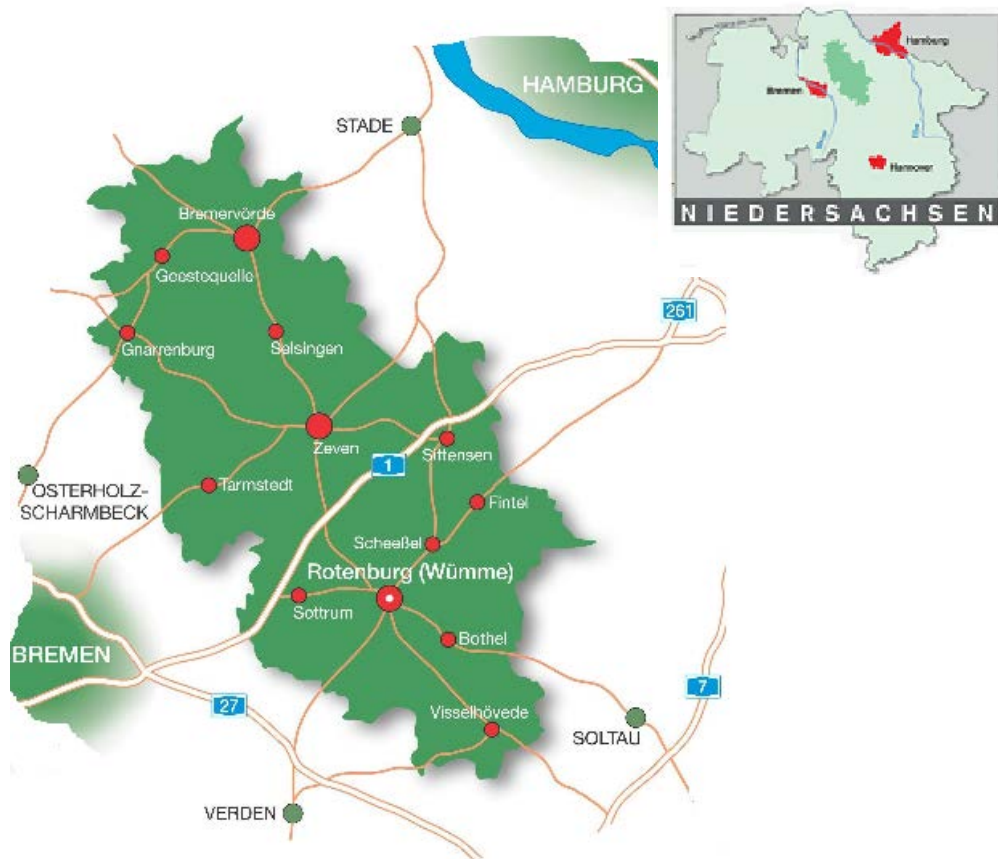 HAMBURG
STADE
Bremervörde
Geestequelle
Gnarrenburg
Selsingen
261
Zeven
Sittensen
1
Tarmstedt
OSTERHOLZ-
SCHARMBECK
Fintel
Scheeßel
Rotenburg (Wümme)
Sottrum
Bothel
BREMEN
27
7
Visselhövede
SOLTAU
VERDEN
Hamburg
Bremen
Hannover
NIEDERSACHSEN